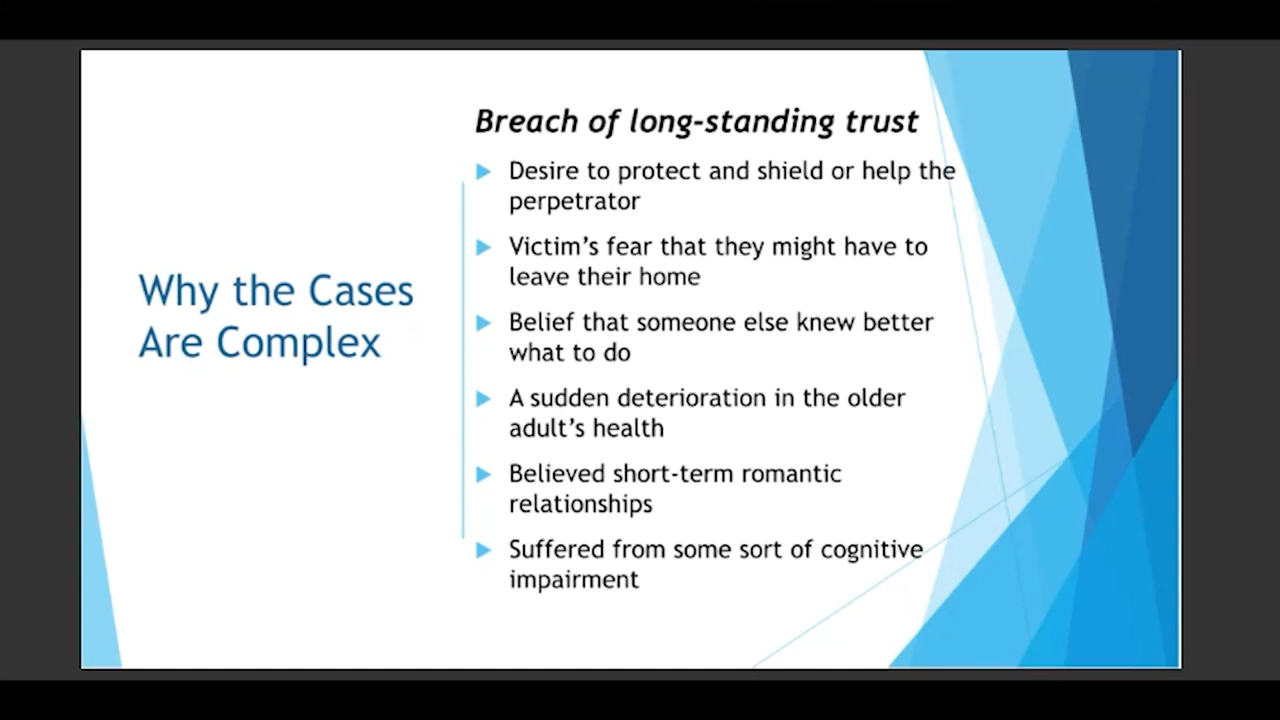 Why the Cases
Are Complex
Breach of long-standing trust
Desire to protect and shield or help the
perpetrator
Victim’s fear that they might have to
leave their home
Belief that someone else knew better
what to do
A sudden deterioration in the older
adult’s health
Believed short-term romantic
relationships
Suffered from some sort of cognitive
impairment